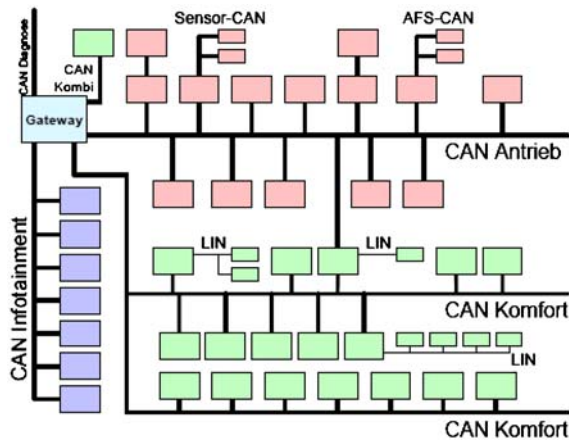 Sensor-CAN
AFS-CAN
CAN Diagnose
CAN
Kombi
Gateway
CAN Antrieb
CAN Infotainment
LIN
LIN
CAN Komfort
LIN
CAN Komfort